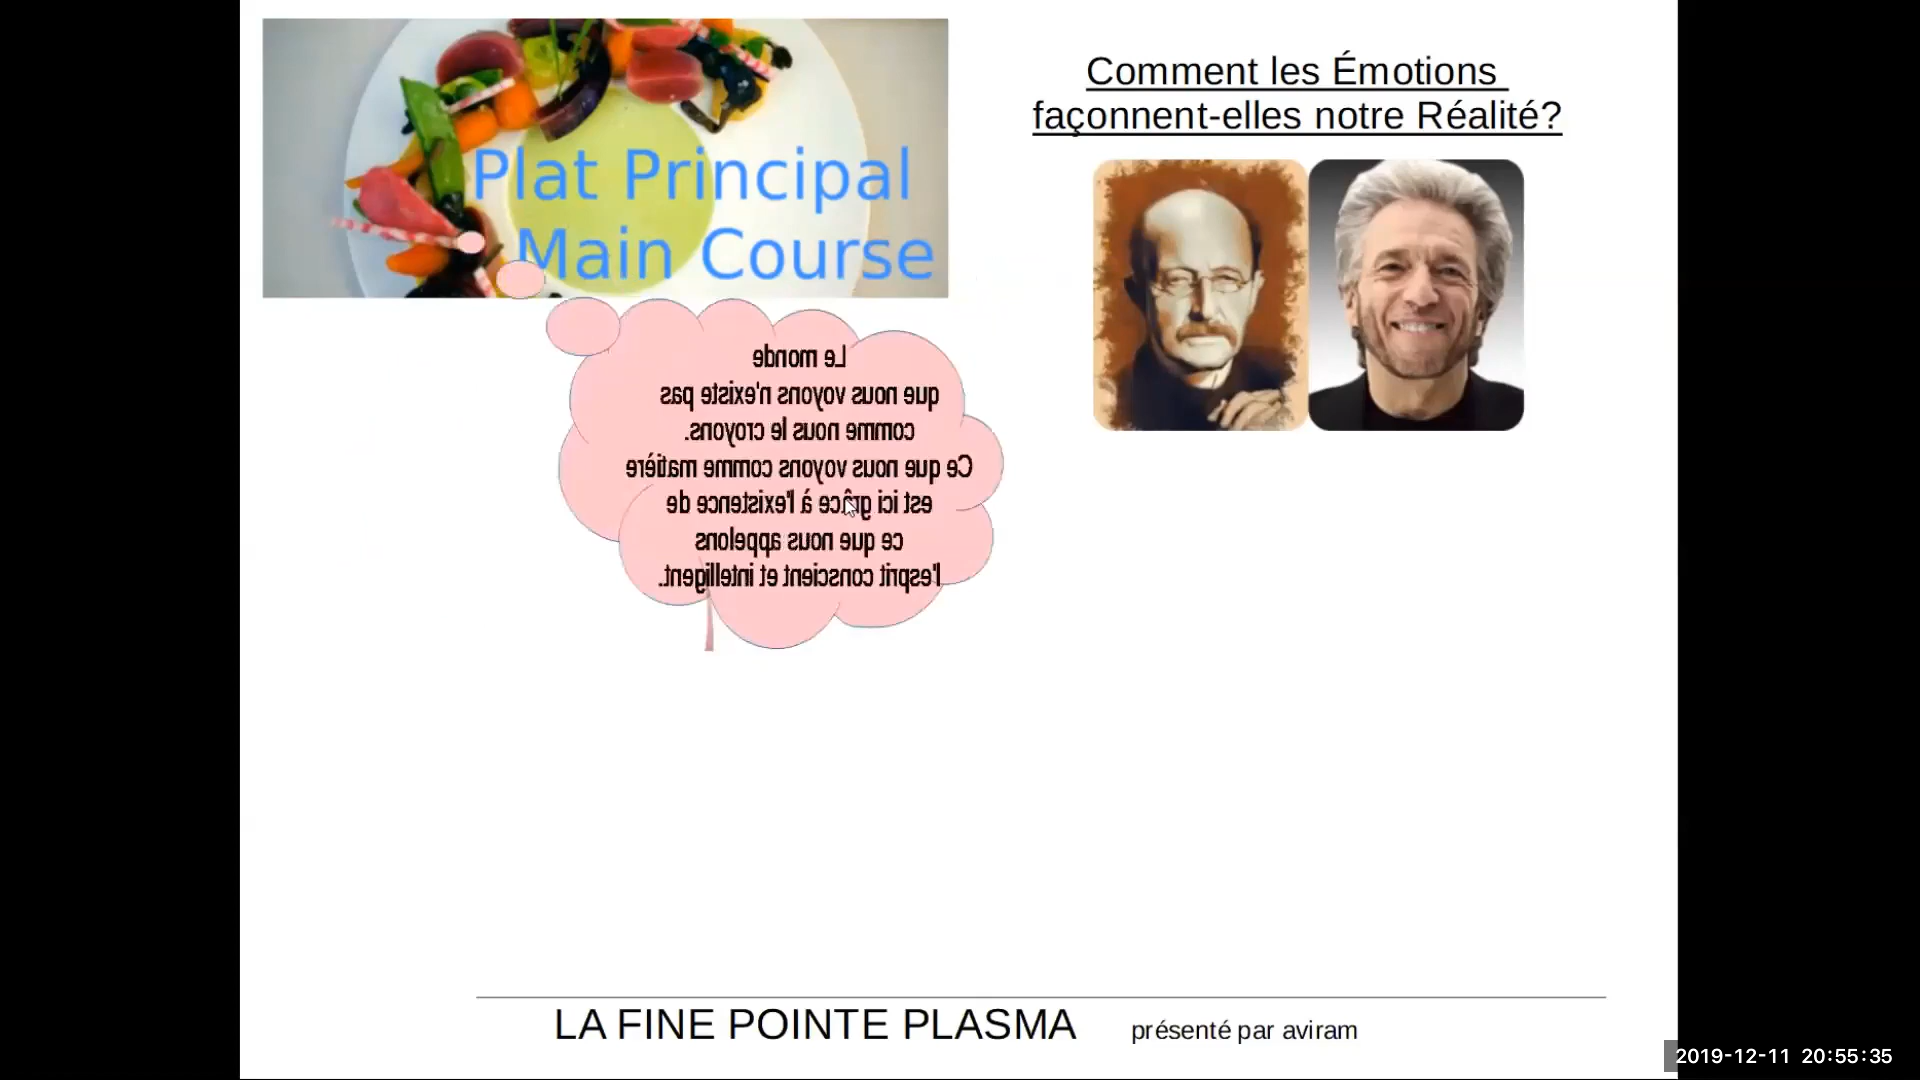 Plat Principal
Main Course
Comment les Émotions
façonnent-elles notre Réalité?
Le monde
que nous voyons n'existe pas
comme nous le croyons.
Ce que nous voyons comme matière
est ici grâce à l'existence de
ce que nous appelons
l'esprit conscient et intelligent.
LA FINE POINTE PLASMA
présenté par aviram
2019-12-11 20:55:35